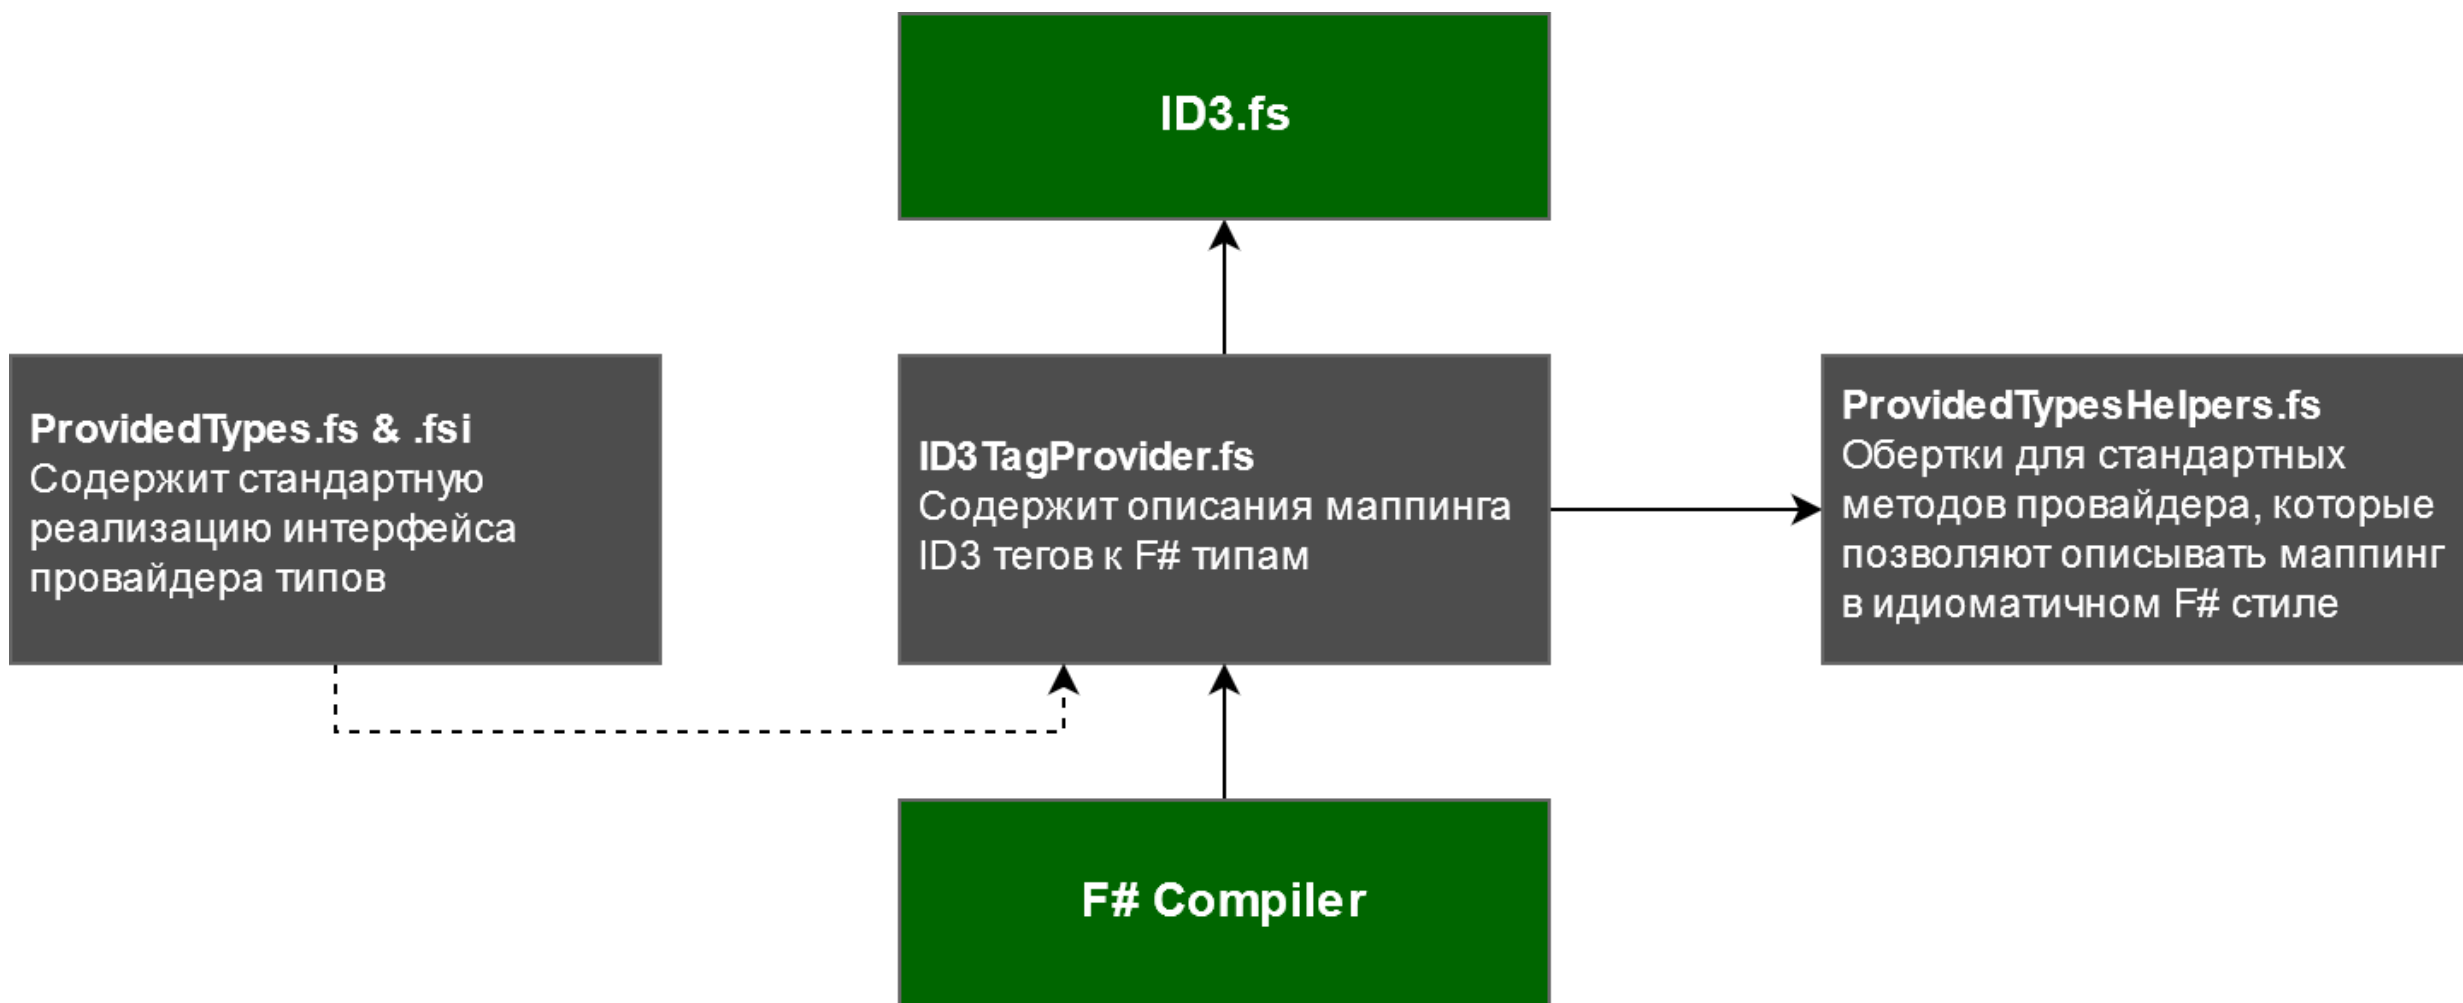 ID3.fs
ProvidedTypes.fs & .fsi
Содержит стандартную
реализацию интерфейса
провайдера типов
ID3TagProvider.fs
Содержит описания маппинга
ID3 тегов к F# типам
ProvidedTypesHelpers.fs
Обертки для стандартных
методов провайдера, которые
позволяют описывать маппинг
в идиоматичном F# стиле
F# Compiler